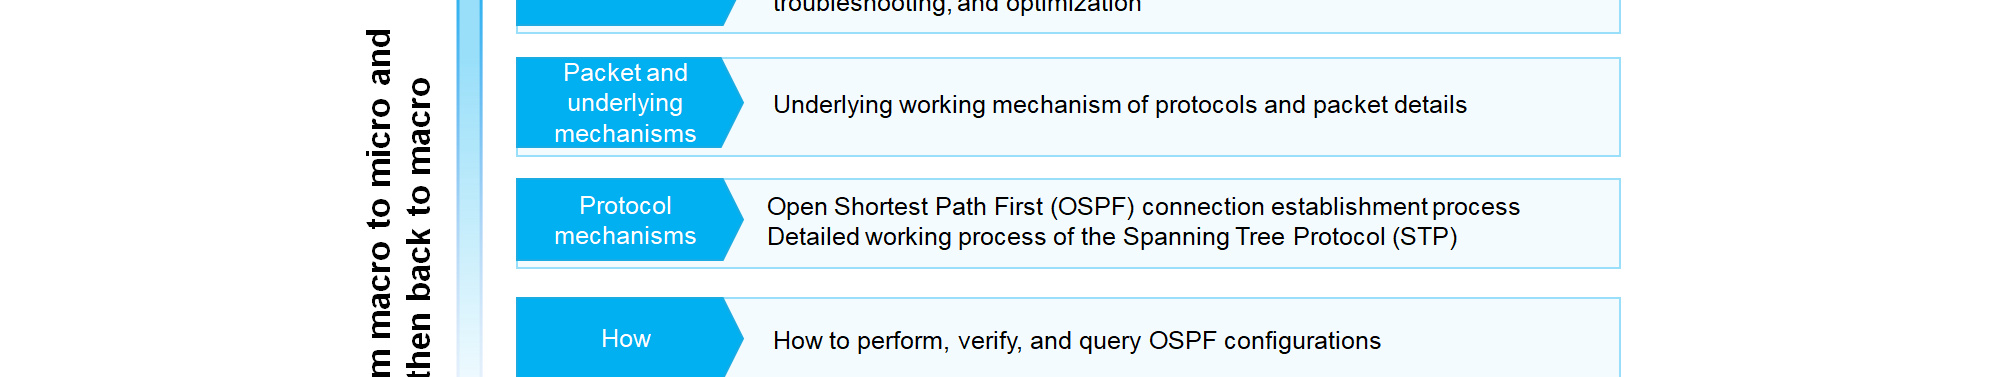 troubleshooting, and optimization
m macro to micro and
then back to macro
Packet and
underlying
mechanisms
Underlying working mechanism of protocols and packet details
Protocol
mechanisms
Open Shortest Path First (OSPF) connection establishment process
Detailed working process of the Spanning Tree Protocol (STP)
How
How to perform, verify, and query OSPF configurations